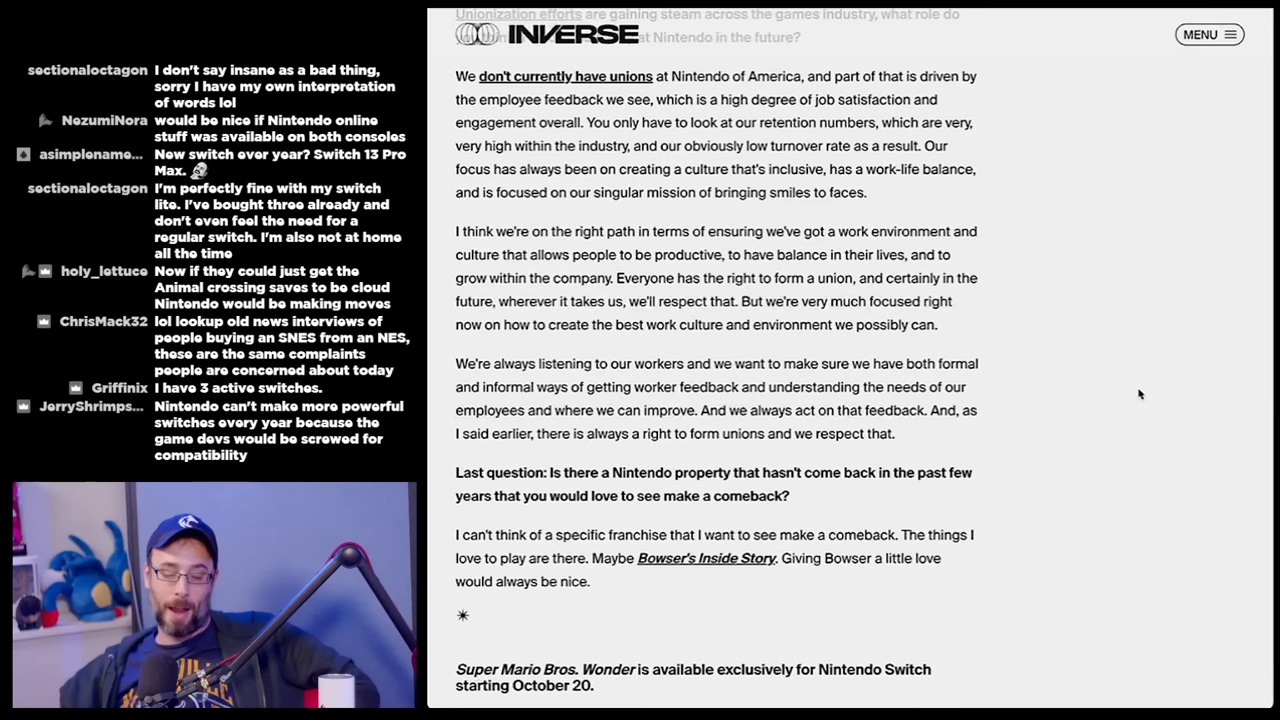 sectionaloctagon I don't say insane as a bad thing,
sorry I have my own interpretation
of words lol
NezumiNora would be nice if Nintendo online
stuff was available on both consoles
asimplename... New switch ever year? Switch 13 Pro
Max.
sectionaloctagon I'm perfectly fine with my switch
lite. I've bought three already and
don't even feel the need for a
regular switch. I'm also not at home
all the time
holy_lettuce Now if they could just get the
Animal crossing saves to be cloud
Nintendo would be making moves
ChrisMack32 lol lookup old news interviews of
people buying an SNES from an NES,
these are the same complaints
people are concerned about today
Griffinix I have 3 active switches.
JerryShrimps... Nintendo can't make more powerful
switches every year because the
game devs would be screwed for
compatibility
Unionization efforts are gaining steam across the games industry, what role do
at Nintendo in the future?
INVERSE
MENU
We don't currently have unions at Nintendo of America, and part of that is driven by
the employee feedback we see, which is a high degree of job satisfaction and
engagement overall. You only have to look at our retention numbers, which are very,
very high within the industry, and our obviously low turnover rate as a result. Our
focus has always been on creating a culture that's inclusive, has a work-life balance,
and is focused on our singular mission of bringing smiles to faces.
I think we're on the right path in terms of ensuring we've got a work environment and
culture that allows people to be productive, to have balance in their lives, and to
grow within the company. Everyone has the right to form a union, and certainly in the
future, wherever it takes us, we'll respect that. But we're very much focused right
now on how to create the best work culture and environment we possibly can.
We're always listening to our workers and we want to make sure we have both formal
and informal ways of getting worker feedback and understanding the needs of our
employees and where we can improve. And we always act on that feedback. And, as
I said earlier, there is always a right to form unions and we respect that.
Last question: Is there a Nintendo property that hasn't come back in the past few
years that you would love to see make a comeback?
I can't think of a specific franchise that I want to see make a comeback. The things I
love to play are there. Maybe Bowser's Inside Story. Giving Bowser a little love
would always be nice.
Super Mario Bros. Wonder is available exclusively for Nintendo Switch
starting October 20.